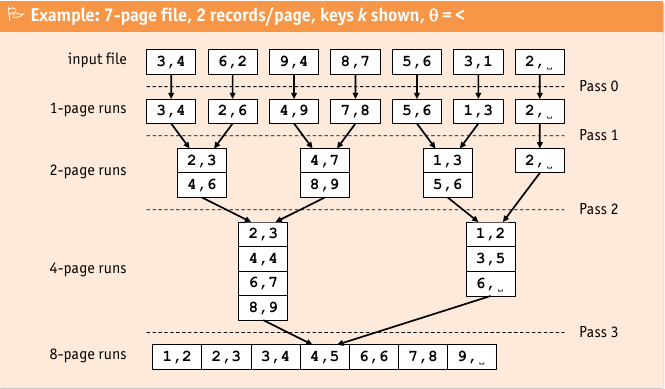 Example: 7-page file, 2 records/page, keys k shown, θ = <
input file 3,4 6,2 9,4 8,7 5,6 3,1 2,␣
Pass 0
1-page runs 3,4 2,6 4,9 7,8 5,6 1,3 2,␣
Pass 1
2,3 4,7 1,3 2,␣
2-page runs
4,6 8,9 5,6
Pass 2
2,3 1,2
4,4 3,5
4-page runs
6,7 6,␣
8,9
Pass 3
8-page runs 1,2 2,3 3,4 4,5 6,6 7,8 9,␣